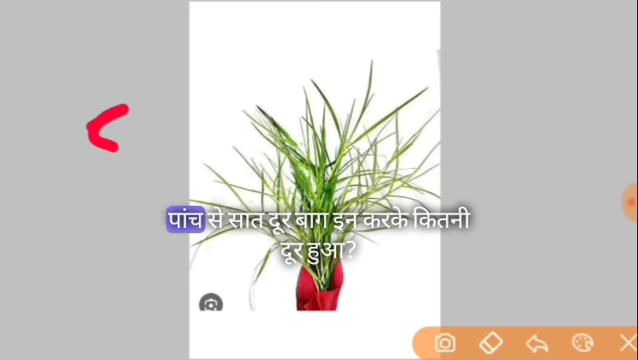 पांच से सात दूर बाग इन करके कितनी
दूर हुआ?